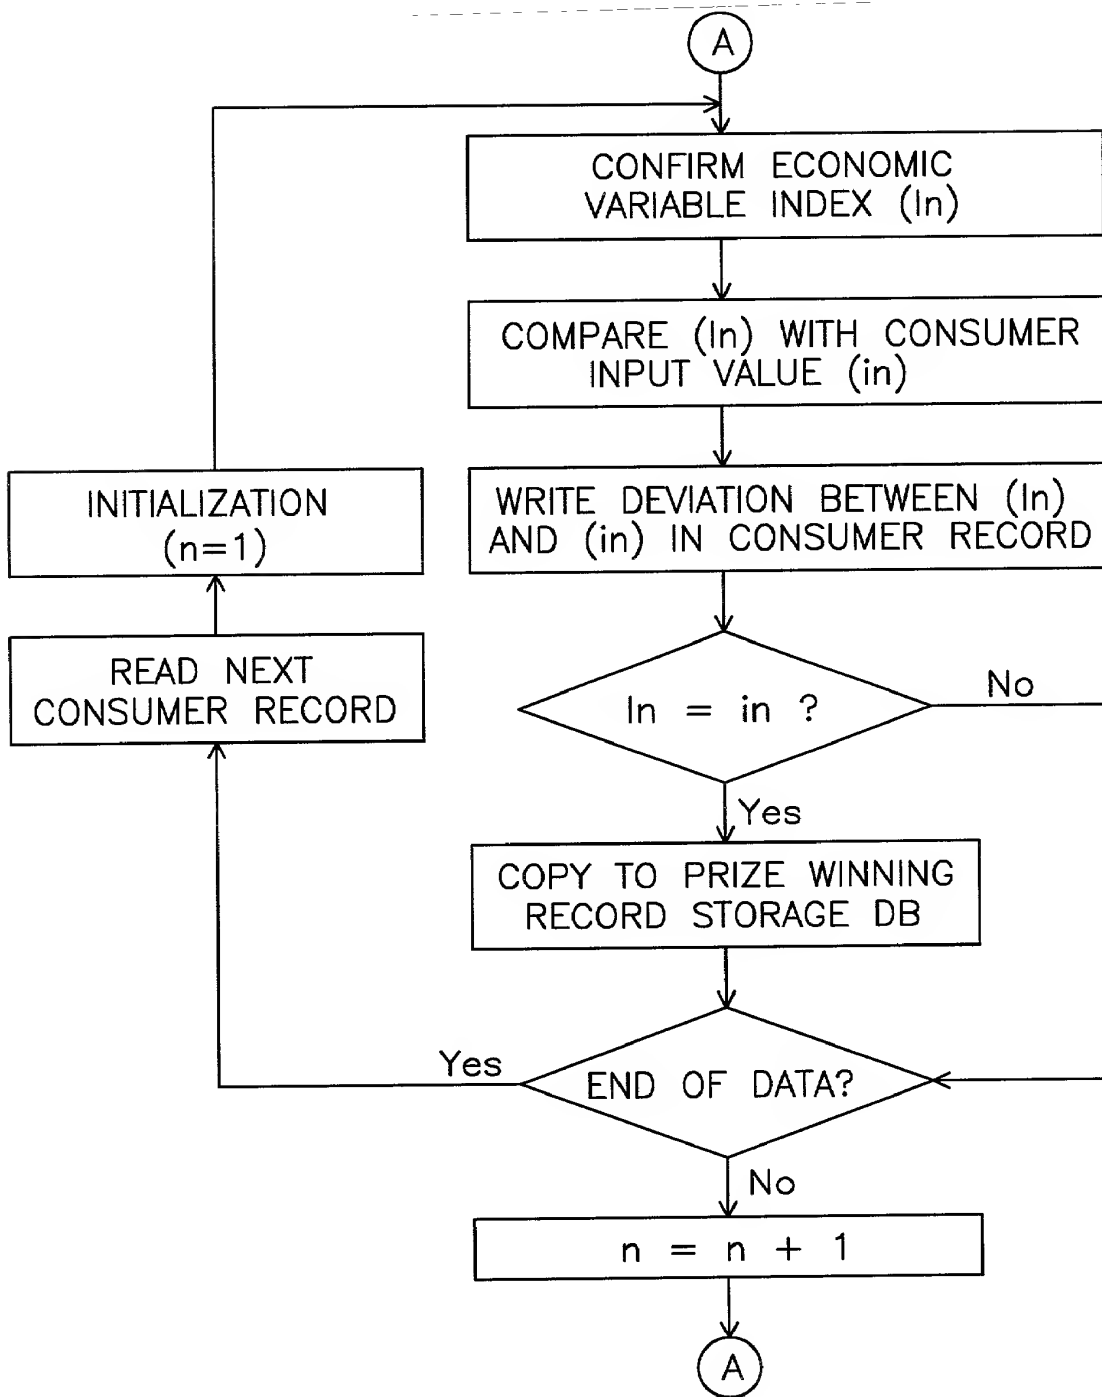 A
CONFIRM ECONOMIC
VARIABLE INDEX (In)
COMPARE (In) WITH CONSUMER
INPUT VALUE (in)
INITIALIZATION
(n=1)
WRITE DEVIATION BETWEEN (In)
AND (in) IN CONSUMER RECORD
READ NEXT
CONSUMER RECORD
In = in ?
No
Yes
COPY TO PRIZE WINNING
RECORD STORAGE DB
Yes
END OF DATA?
No
n = n + 1
A